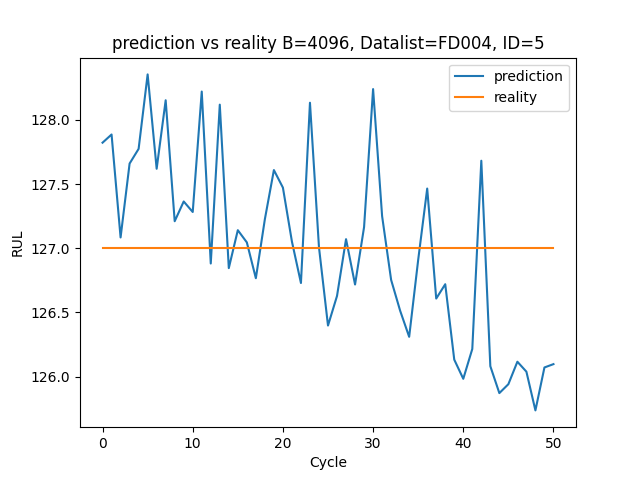 prediction vs reality B=4096, Datalist=FD004, ID=5
prediction
reality
128.0
127.5
127.0
126.5
126.0
RUL
0 10 20 30 40 50
Cycle